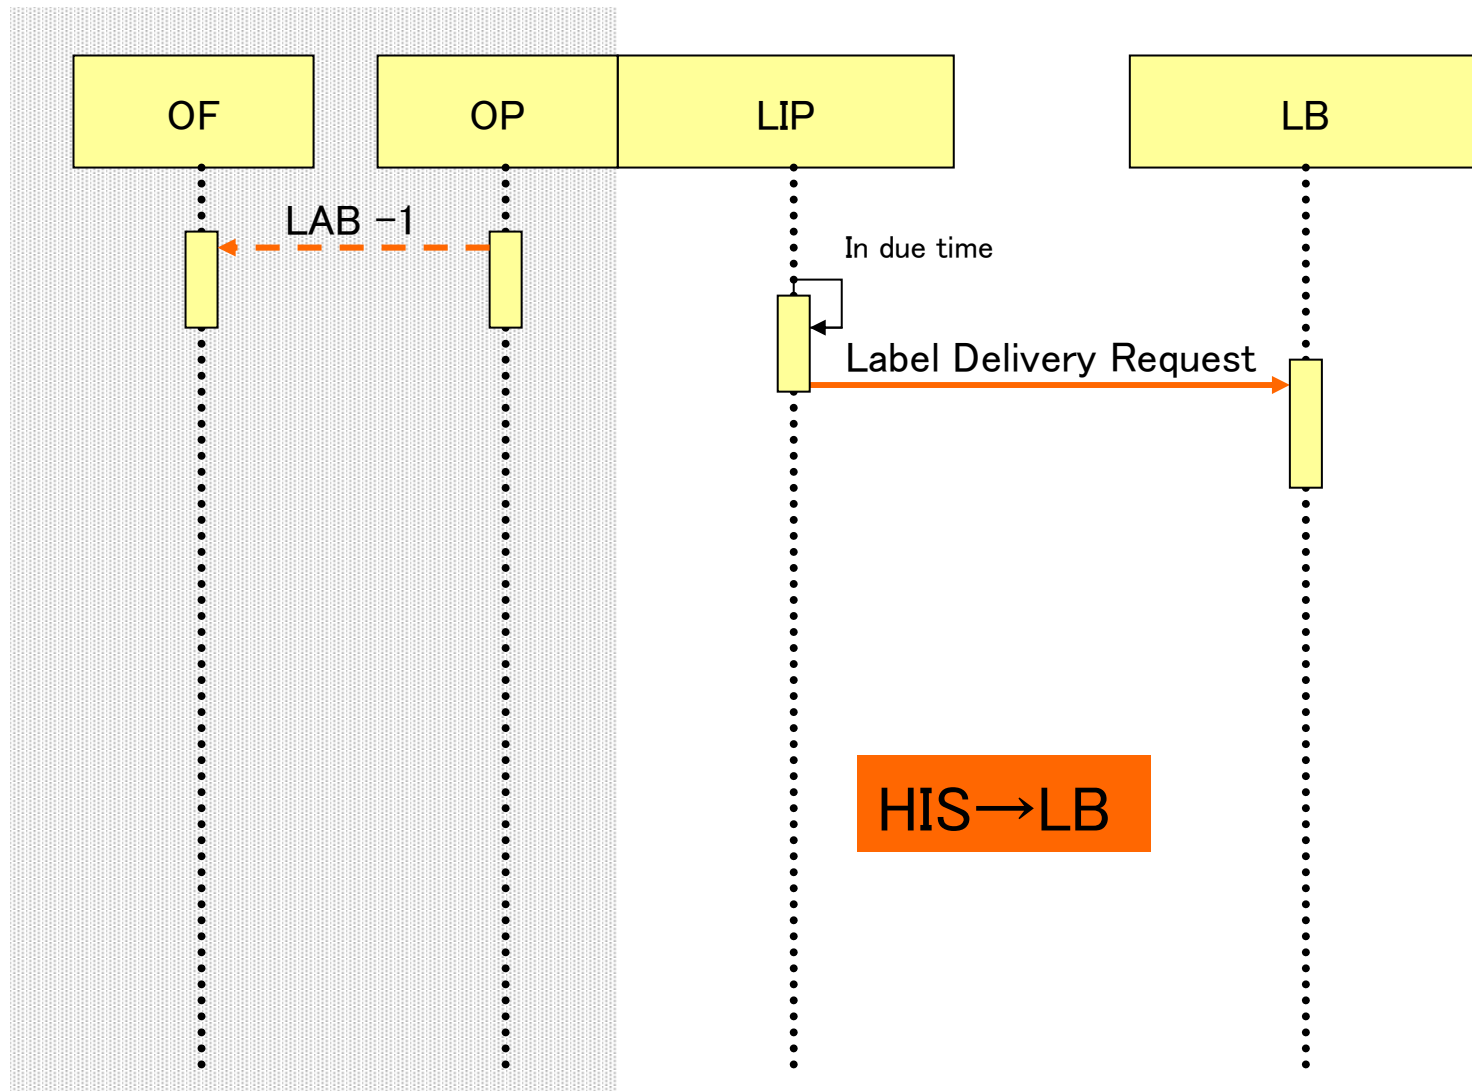 OF
OP
LIP
LB
LAB -1
In due time
Label Delivery Request
HIS→LB